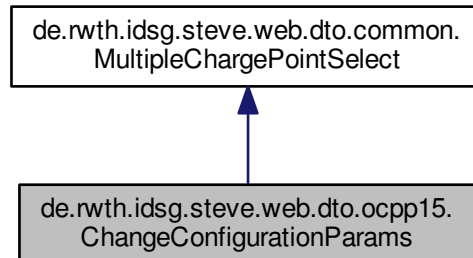 de.rwth.idsg.steve.web.dto.common.
MultipleChargePointSelect
de.rwth.idsg.steve.web.dto.ocpp15.
ChangeConfigurationParams